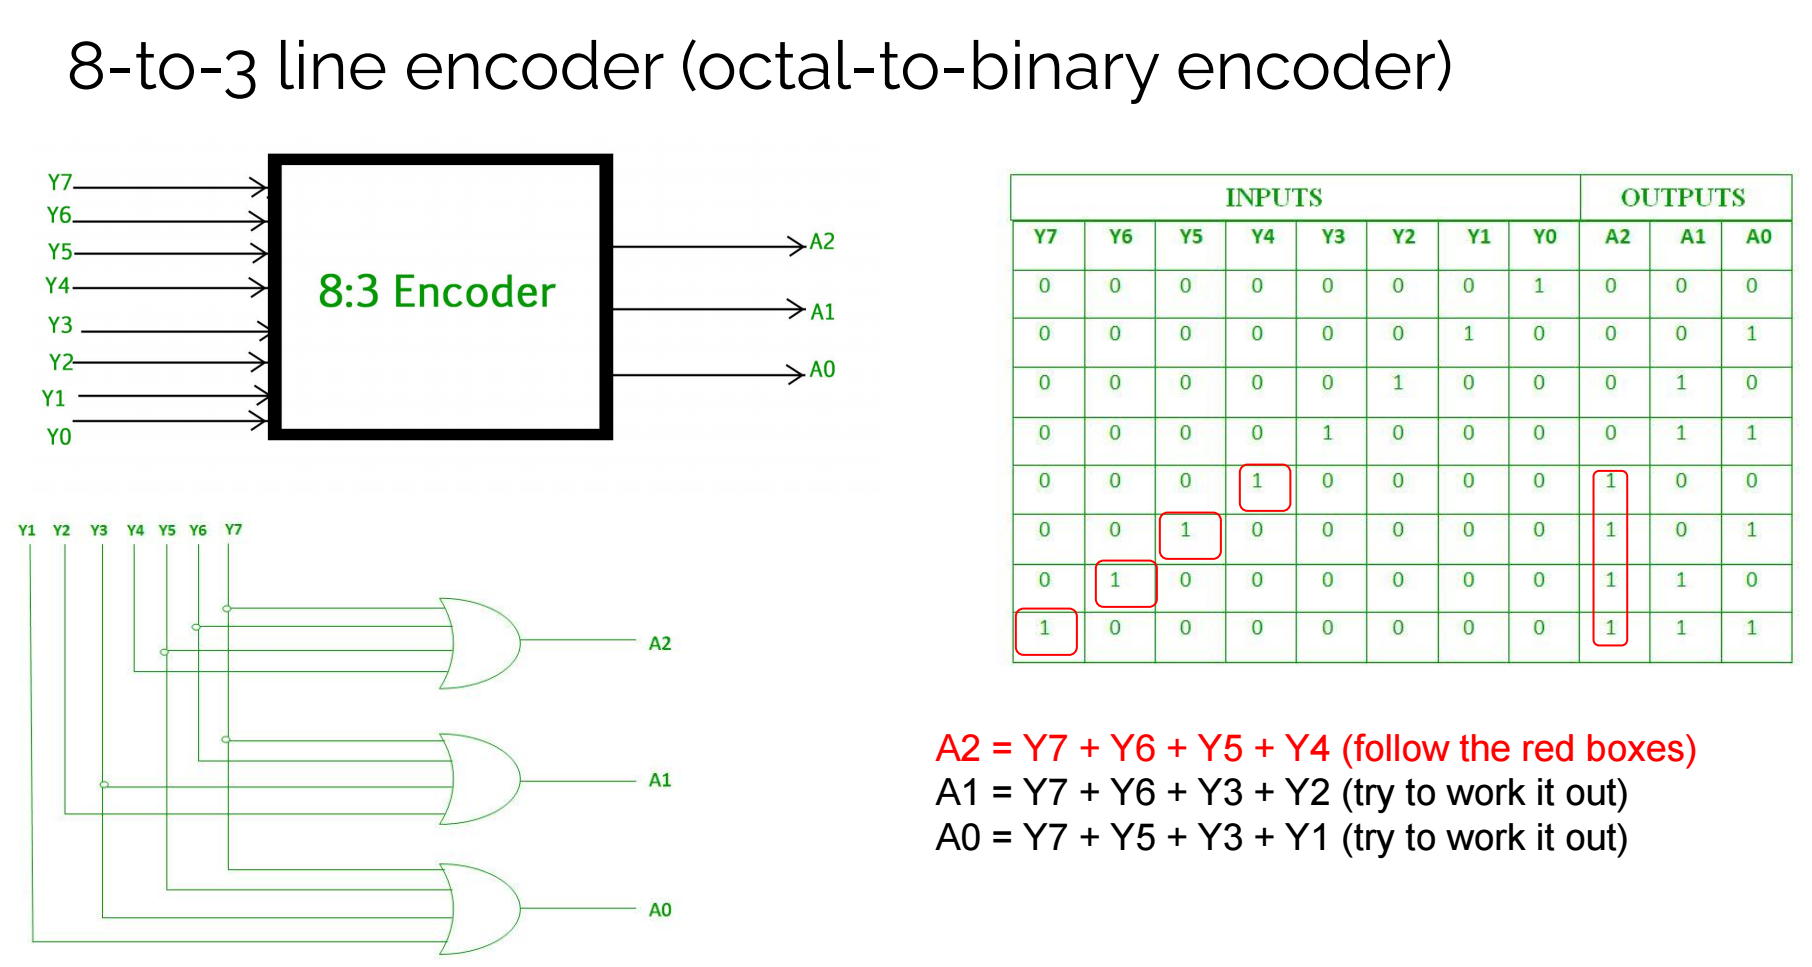 8-to-3 line encoder (octal-to-binary encoder)
Y7
Y6
Y5
Y4
Y3
Y2
Y1
Y0
8:3 Encoder
A2
A1
A0
INPUTS OUTPUTS
Y7 Y6 Y5 Y4 Y3 Y2 Y1 Y0 A2 A1 A0
0 0 0 0 0 0 0 1 0 0 0
0 0 0 0 0 0 1 0 0 0 1
0 0 0 0 0 1 0 0 0 1 0
0 0 0 0 1 0 0 0 0 1 1
0 0 0 1 0 0 0 0 1 0 0
0 0 1 0 0 0 0 0 1 0 1
0 1 0 0 0 0 0 0 1 1 0
1 0 0 0 0 0 0 0 1 1 1
Y1 Y2 Y3 Y4 Y5 Y6 Y7
A2
A1
A0
A2 = Y7 + Y6 + Y5 + Y4 (follow the red boxes)
A1 = Y7 + Y6 + Y3 + Y2 (try to work it out)
A0 = Y7 + Y5 + Y3 + Y1 (try to work it out)